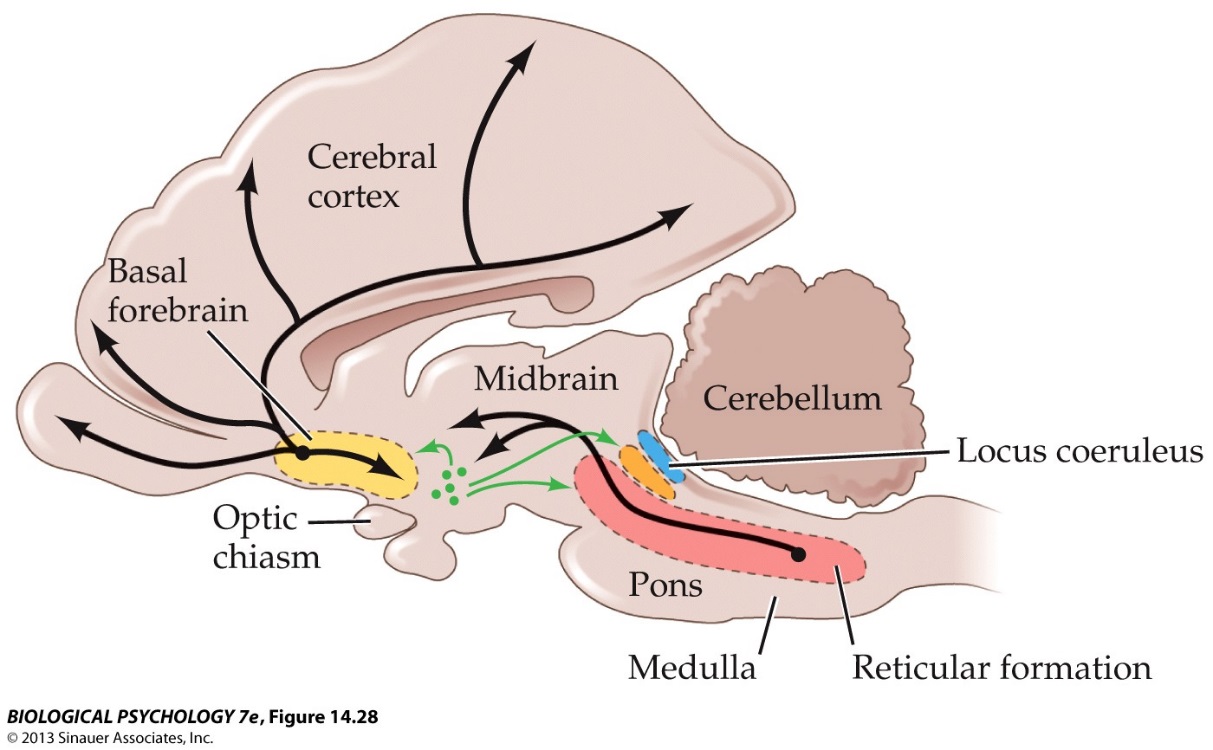 Cerebral
cortex
Basal
forebrain
Midbrain
Cerebellum
Locus coeruleus
Optic
chiasm
Pons
Medulla
Reticular formation
BIOLOGICAL PSYCHOLOGY 7e, Figure 14.28
© 2013 Sinauer Associates, Inc.